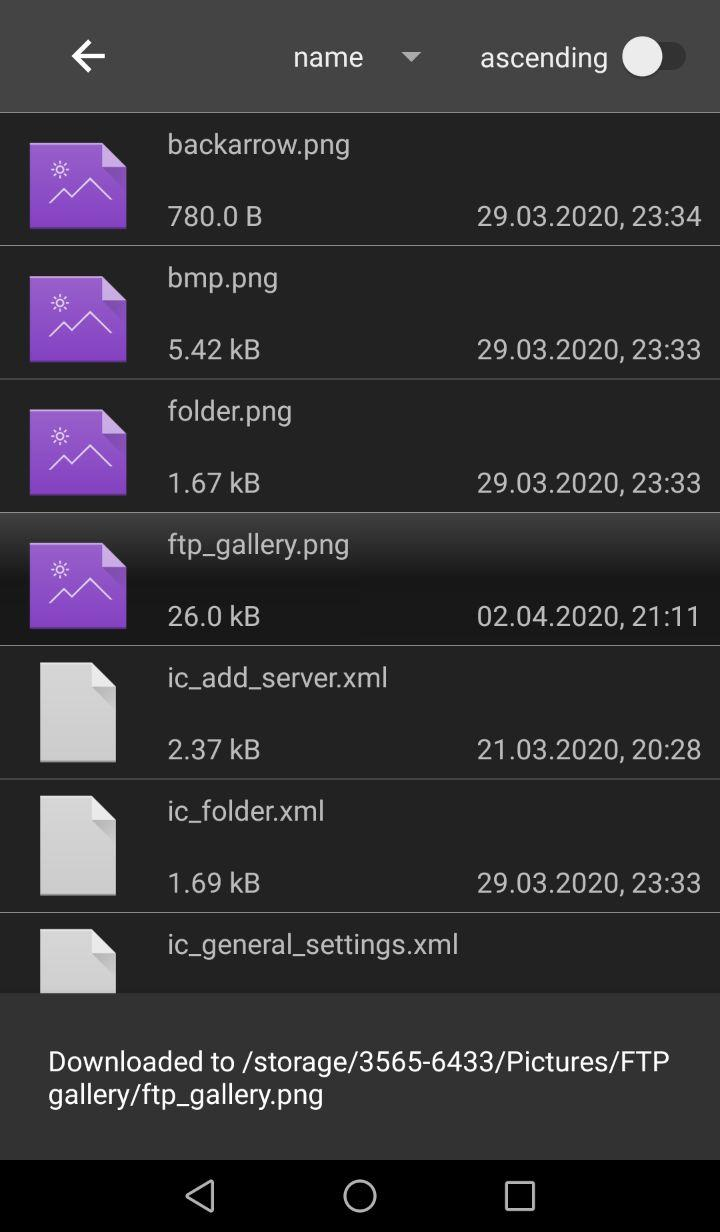 name
ascending
backarrow.png
780.0 B
29.03.2020, 23:34
bmp.png
5.42 kB
29.03.2020, 23:33
folder.png
1.67 kB
29.03.2020, 23:33
ftp_gallery.png
26.0 kB
02.04.2020, 21:11
ic_add_server.xml
2.37 kB
21.03.2020, 20:28
ic_folder.xml
1.69 kB
29.03.2020, 23:33
ic_general_settings.xml
Downloaded to /storage/3565-6433/Pictures/FTP
gallery/ftp_gallery.png